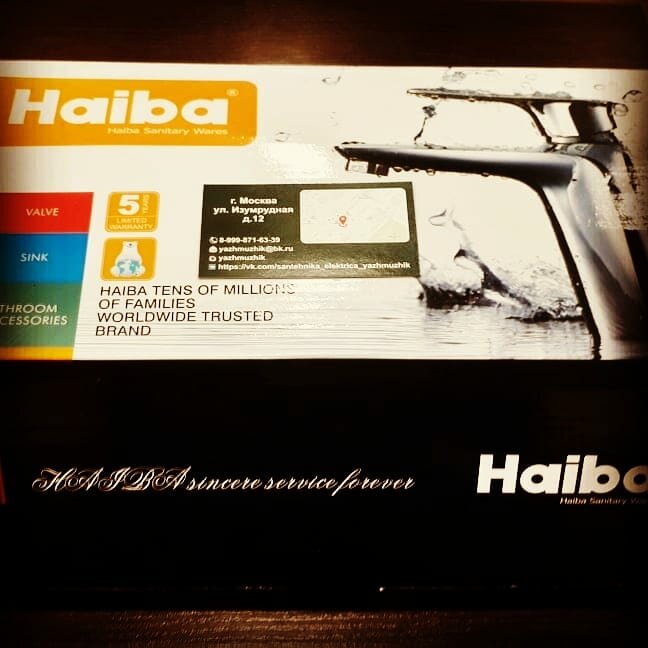 Haiba®
Haiba Sanitary Wares
VALVE
SINK
THROOM
CESSORIES
5 YEARS
LIMITED
WARRANTY
г. Москва
ул. Изумрудная
д.12
8-999-871-63-39
yazhmuzhik@bk.ru
yazhmuzhik
https://vk.com/santehnika_elektrica_yazhmuzhik
HAIBA TENS OF MILLIONS
OF FAMILIES
WORLDWIDE TRUSTED
BRAND
HAIBA sincere service forever
Haiba
Haiba Sanitary War